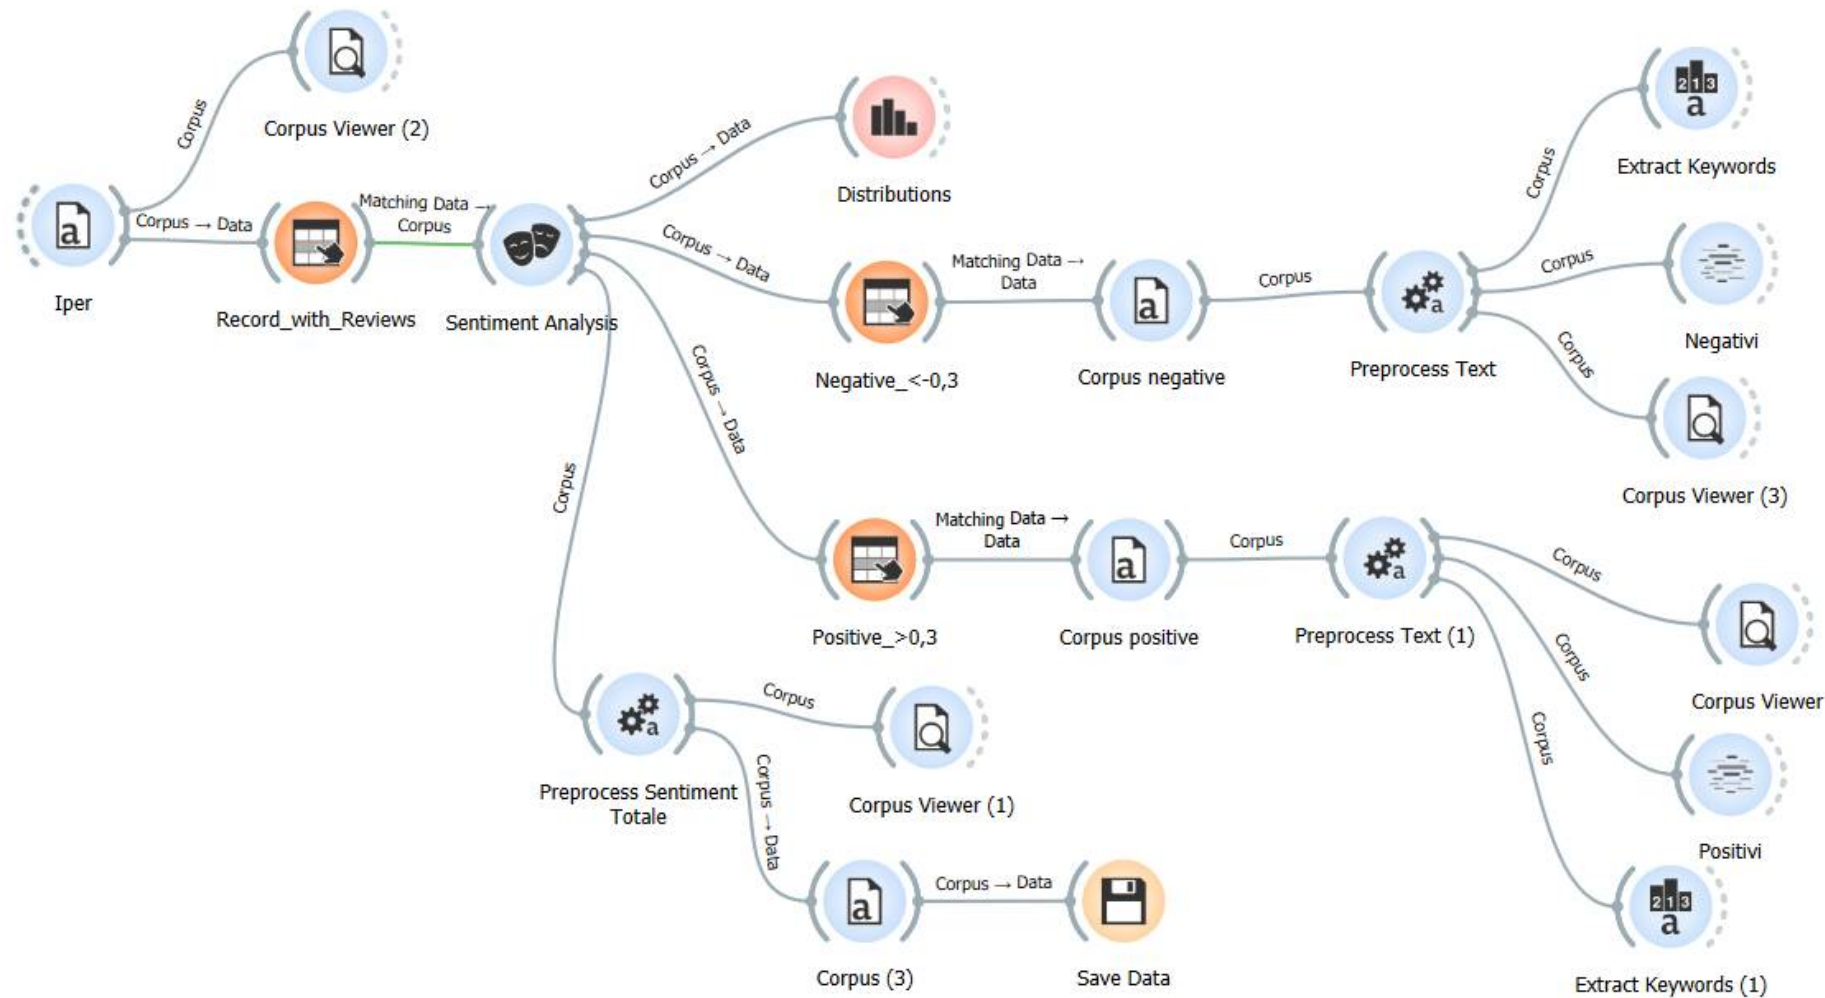 Corpus
Corpus Viewer (2)
a
Iper
Corpus → Data
Record_with_Reviews
Matching Data →
Corpus
Sentiment Analysis
Corpus → Data
Distributions
Corpus → Data
Negative_<-0,3
Matching Data →
Data
a
Corpus negative
Corpus
a
Preprocess Text
Corpus
213
a
Extract Keywords
Corpus
Negativi
Corpus
Corpus Viewer (3)
Corpus → Data
Positive_>0,3
Matching Data →
Data
a
Corpus positive
Corpus
a
Preprocess Text (1)
Corpus
Corpus Viewer
Corpus
Positivi
Corpus
213
a
Extract Keywords (1)
Corpus
a
Preprocess Sentiment
Totale
Corpus
Corpus Viewer (1)
Corpus → Data
a
Corpus (3)
Corpus → Data
Save Data